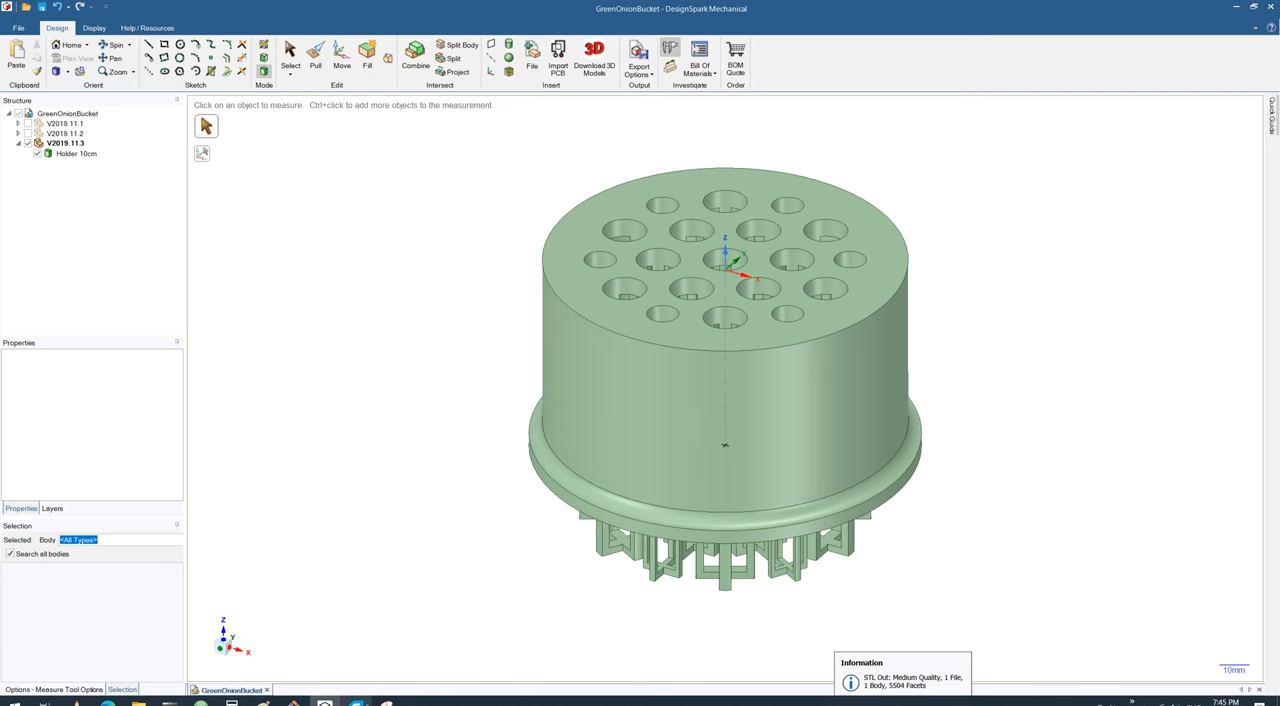 GreenOnionBucket - DesignSpark Mechanical
File Design Display Help / Resources
Home Spin Split Body
Plan View Pan Split
Zoom Project
Paste Select Pull Move Fill Combine File Import PCB Download 3D Models Export Options Bill Of Materials BOM Quote
3D
Clipboard Orient Sketch Mode Edit Intersect Insert Output Investigate Order
Structure
GreenOnionBucket
V2019.11.1
V2019.11.2
V2019.11.3
Holder 10cm
Click on an object to measure. Ctrl+click to add more objects to the measurement.
Quick Guide
Z
Y
X
Properties
Properties Layers
Selection
Selected: Body <All Types>
Search all bodies
Z
Y
X
Information
STL Out: Medium Quality, 1 File,
1 Body, 5504 Facets
10mm
Options - Measure Tool Options Selection
GreenOnionBucket
7:45 PM